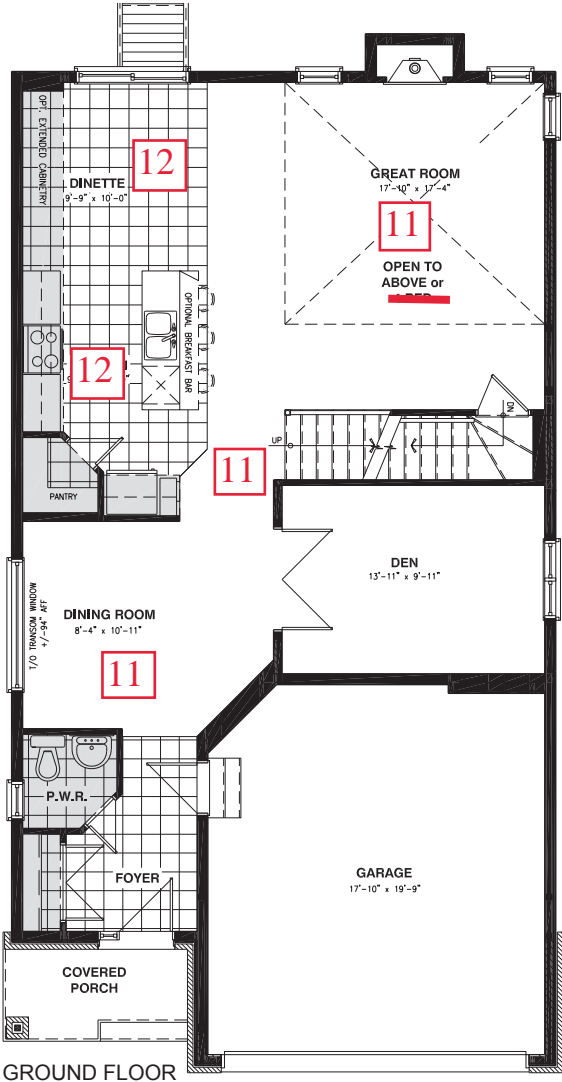 OPT. EXTENDED CABINETRY
12
DINETTE
9'-9" x 10'-0"
GREAT ROOM
17'-10" x 17'-4"
11
OPEN TO
ABOVE or
OPTIONAL BREAKFAST BAR
12
DN
UP
11
PANTRY
DEN
13'-11" x 9'-11"
T/O TRANSOM WINDOW
+/-94" AFF
DINING ROOM
8'-4" x 10'-11"
11
P.W.R.
FOYER
GARAGE
17'-10" x 19'-9"
COVERED
PORCH
GROUND FLOOR